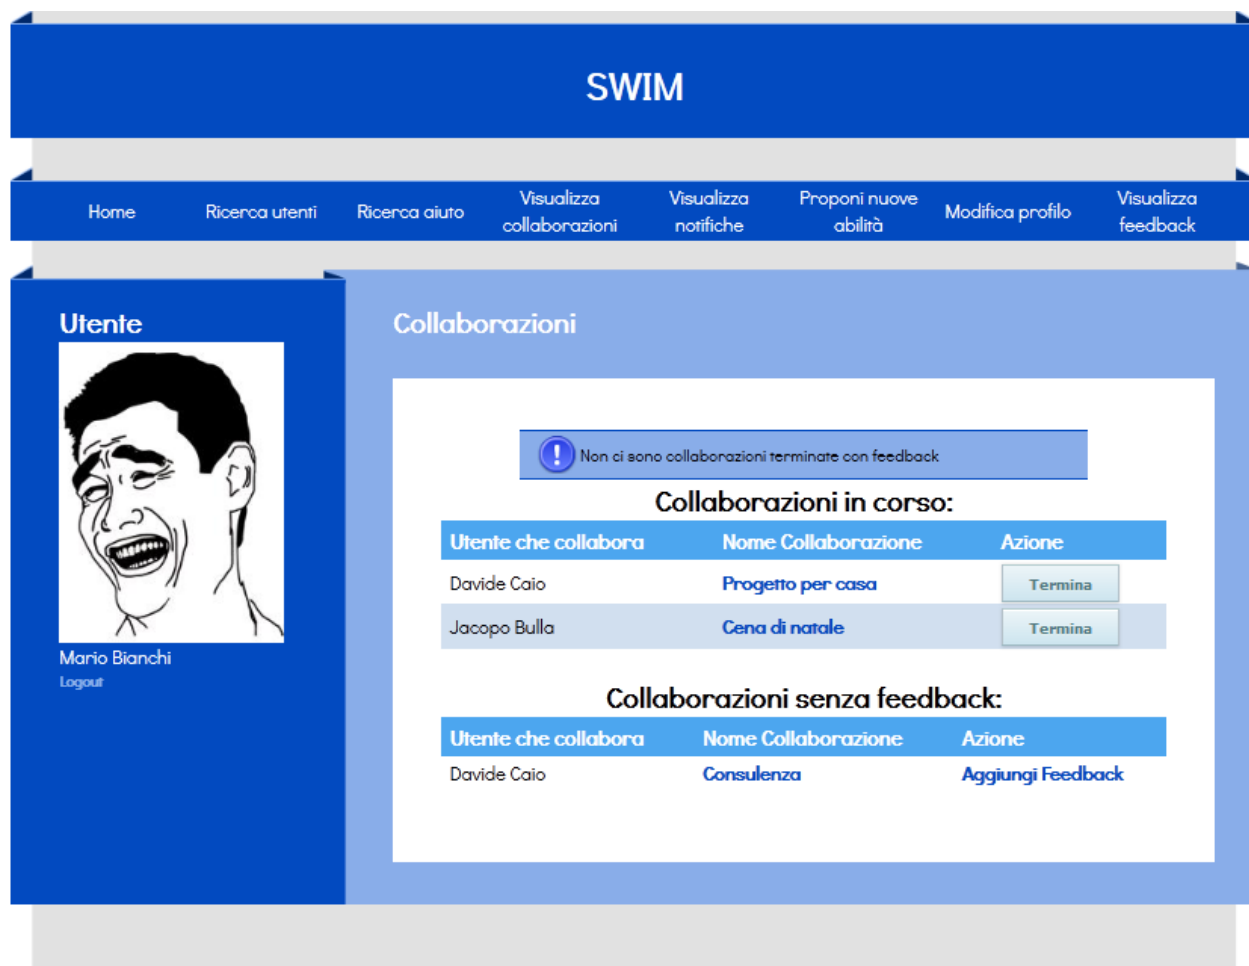 SWIM
Home Ricerca utenti Ricerca aiuto Visualizza collaborazioni Visualizza notifiche Proponi nuove abilità Modifica profilo Visualizza feedback
Utente
Mario Bianchi
Logout
Collaborazioni
Non ci sono collaborazioni terminate con feedback
Collaborazioni in corso:
Utente che collabora Nome Collaborazione Azione
Davide Caio Progetto per casa Termina
Jacopo Bulla Cena di natale Termina
Collaborazioni senza feedback:
Utente che collabora Nome Collaborazione Azione
Davide Caio Consulenza Aggiungi Feedback